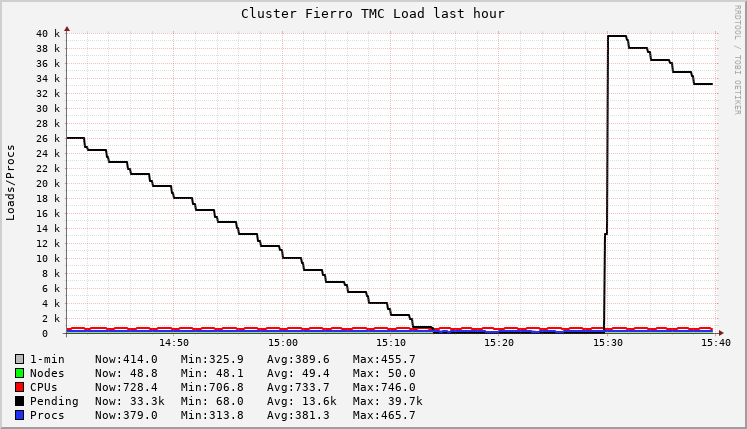 Cluster Fierro TMC Load last hour
RRDTOOL / TOBI OETIKER
Loads/Procs
40 k
38 k
36 k
34 k
32 k
30 k
28 k
26 k
24 k
22 k
20 k
18 k
16 k
14 k
12 k
10 k
8 k
6 k
4 k
2 k
0
14:50 15:00 15:10 15:20 15:30 15:40
1-min Now:414.0 Min:325.9 Avg:389.6 Max:455.7
Nodes Now: 48.8 Min: 48.1 Avg: 49.4 Max: 50.0
CPUs Now:728.4 Min:706.8 Avg:733.7 Max:746.0
Pending Now: 33.3k Min: 68.0 Avg: 13.6k Max: 39.7k
Procs Now:379.0 Min:313.8 Avg:381.3 Max:465.7